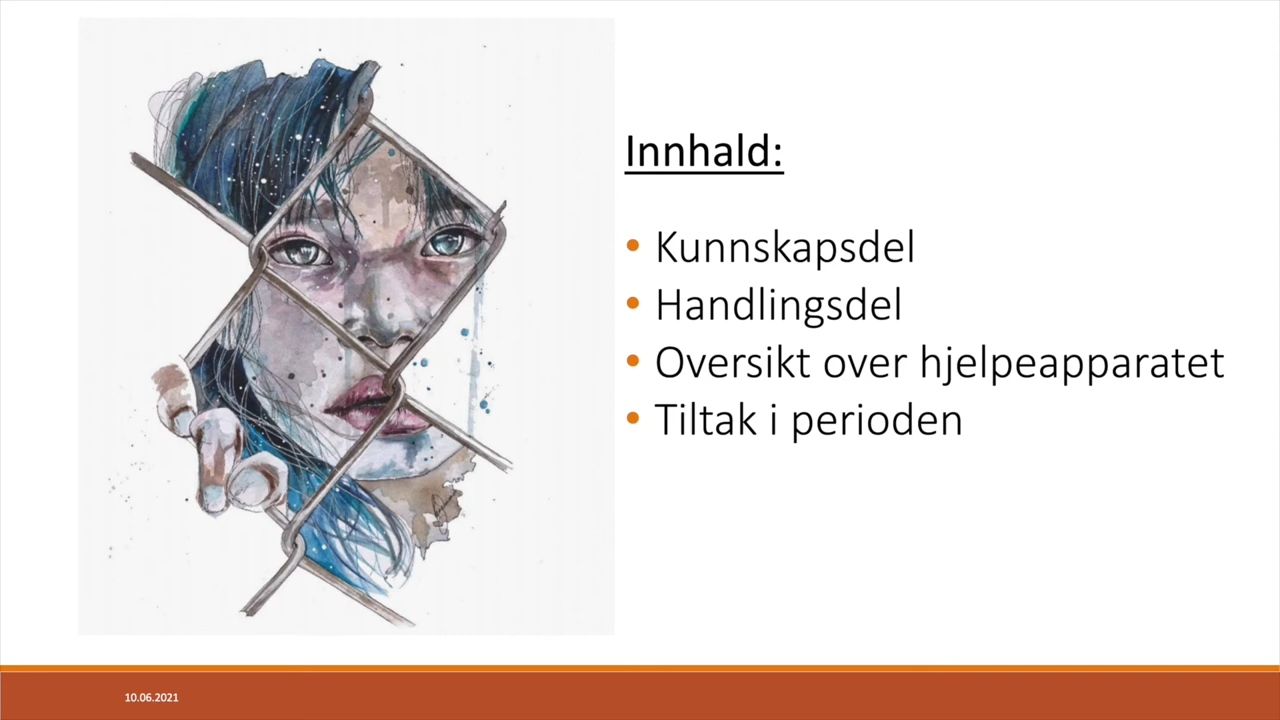 Innhald:
Kunnskapsdel
Handlingsdel
Oversikt over hjelpeapparatet
Tiltak i perioden
10.06.2021